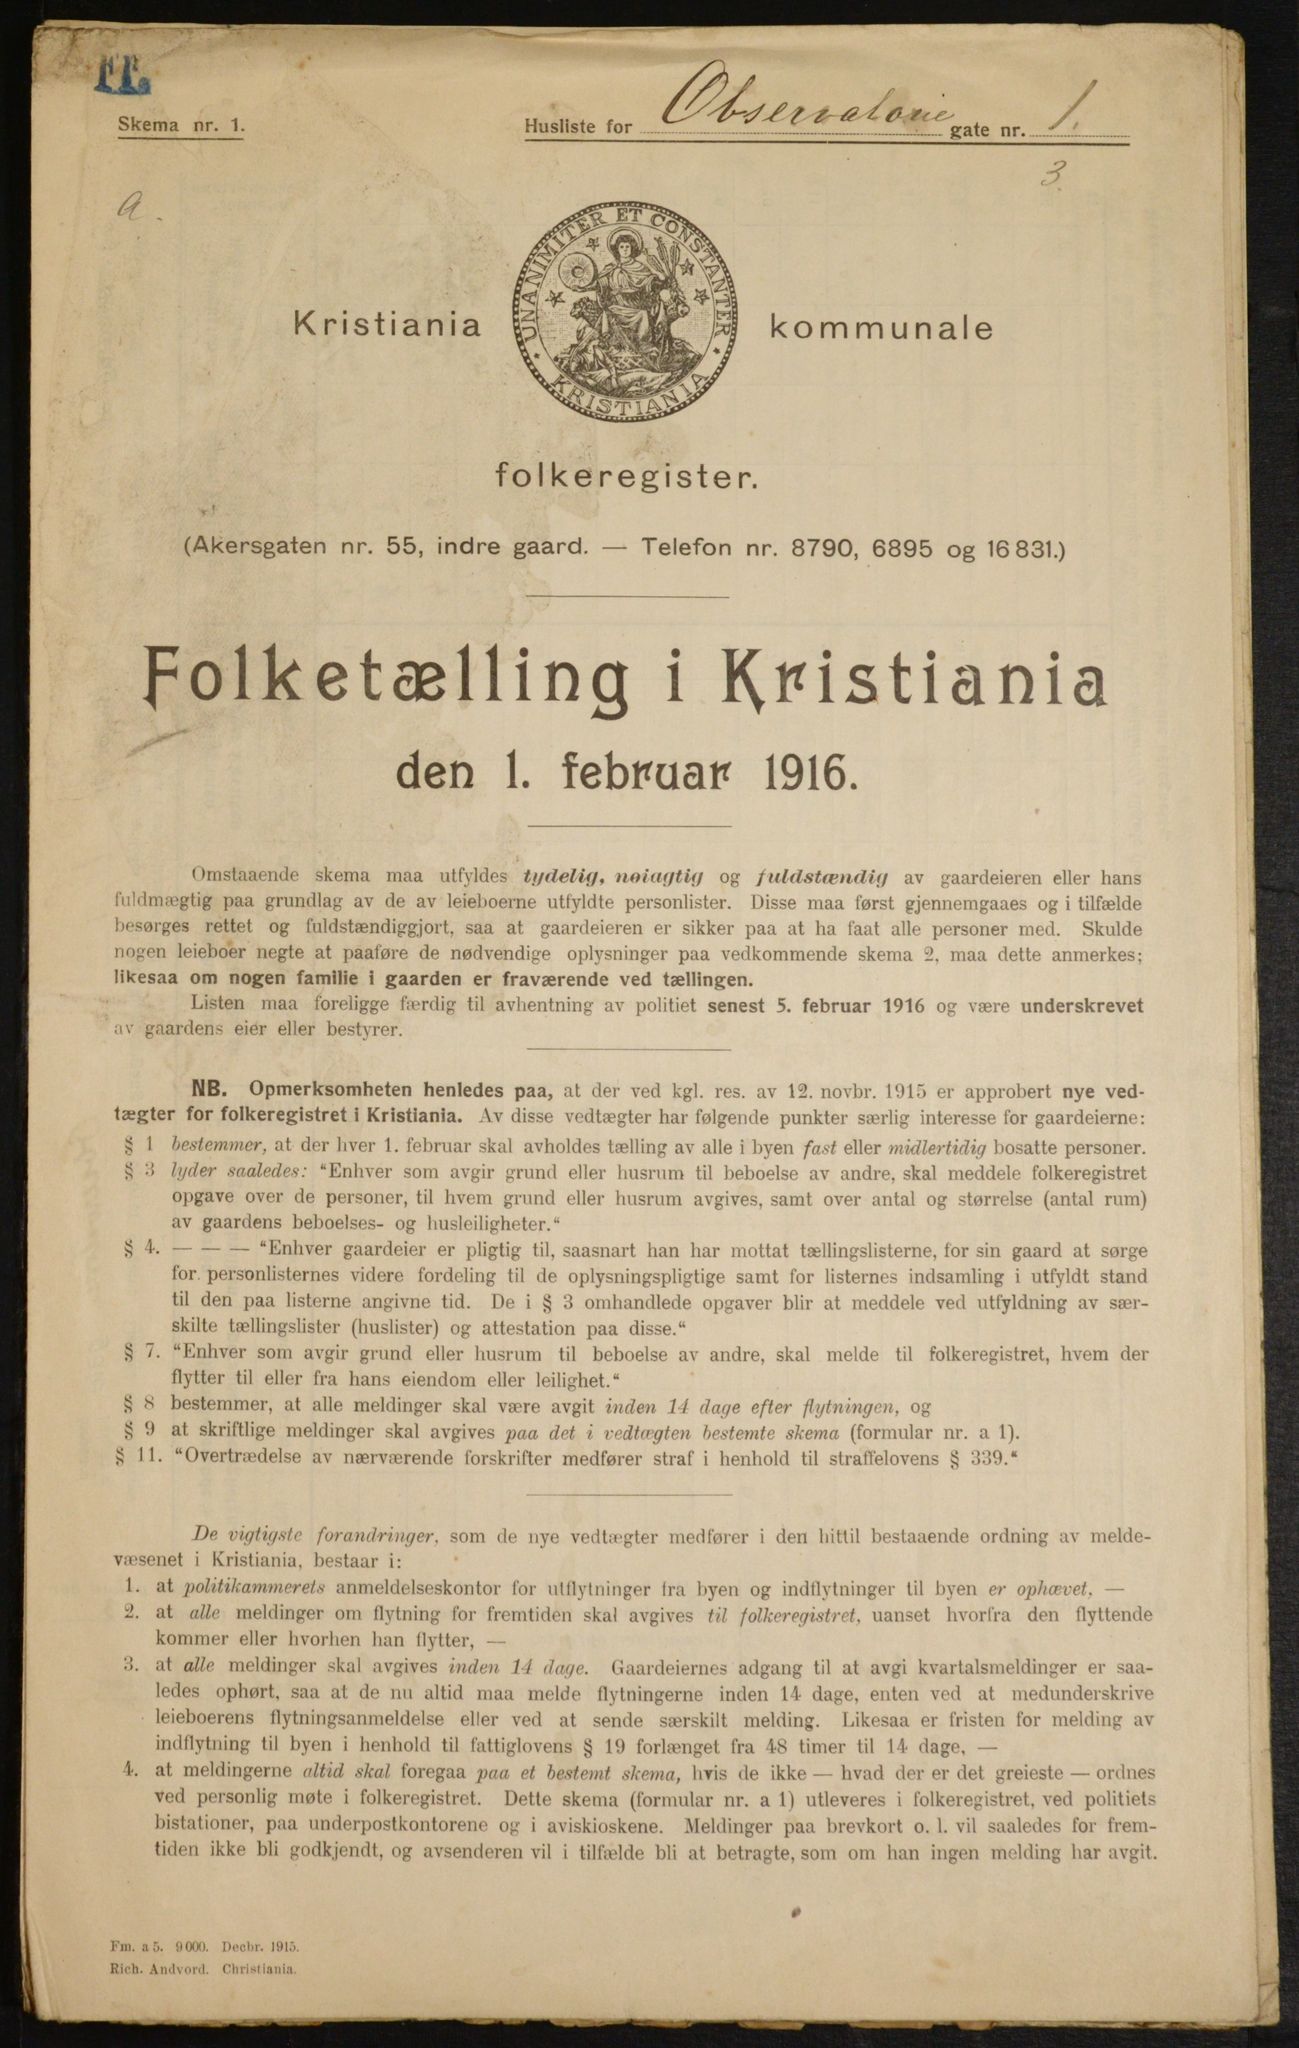 FF.
Skema nr. 1.
Husliste for Observatorie gate nr. 1.
3.
a.
UNANIMITER ET CONSTANTER
KRISTIANIA
Kristiania kommunale
folkeregister.
(Akersgaten nr. 55, indre gaard. — Telefon nr. 8790, 6895 og 16 831.)
Folketælling i Kristiania
den 1. februar 1916.
Omstaaende skema maa utfyldes tydelig, nøiagtig og fuldstændig av gaardeieren eller hans
fuldmægtig paa grundlag av de av leieboerne utfyldte personlister. Disse maa først gjennemgaaes og i tilfælde
besørges rettet og fuldstændiggjort, saa at gaardeieren er sikker paa at ha faat alle personer med. Skulde
nogen leieboer negte at paaføre de nødvendige oplysninger paa vedkommende skema 2, maa dette anmerkes;
likesaa om nogen familie i gaarden er fraværende ved tællingen.
Listen maa foreligge færdig til avhentning av politiet senest 5. februar 1916 og være underskrevet
av gaardens eier eller bestyrer.
NB. Opmerksomheten henledes paa, at der ved kgl. res. av 12. novbr. 1915 er approbert nye ved-
tægter for folkeregistret i Kristiania. Av disse vedtægter har følgende punkter særlig interesse for gaardeierne:
§ 1 bestemmer, at der hver 1. februar skal avholdes tælling av alle i byen fast eller midlertidig bosatte personer.
§ 3 lyder saaledes: “Enhver som avgir grund eller husrum til beboelse av andre, skal meddele folkeregistret
opgave over de personer, til hvem grund eller husrum avgives, samt over antal og størrelse (antal rum)
av gaardens beboelses- og husleiligheter.“
§ 4. — — — “Enhver gaardeier er pligtig til, saasnart han har mottat tællingslisterne, for sin gaard at sørge
for personlisternes videre fordeling til de oplysningspligtige samt for listernes indsamling i utfyldt stand
til den paa listerne angivne tid. De i § 3 omhandlede opgaver blir at meddele ved utfyldning av sær-
skilte tællingslister (huslister) og attestation paa disse.“
§ 7. “Enhver som avgir grund eller husrum til beboelse av andre, skal melde til folkeregistret, hvem der
flytter til eller fra hans eiendom eller leilighet.“
§ 8 bestemmer, at alle meldinger skal være avgit inden 14 dage efter flytningen, og
§ 9 at skriftlige meldinger skal avgives paa det i vedtægten bestemte skema (formular nr. a 1).
§ 11. “Overtrædelse av nærværende forskrifter medfører straf i henhold til straffelovens § 339.“
De vigtigste forandringer, som de nye vedtægter medfører i den hittil bestaaende ordning av melde-
væsenet i Kristiania, bestaar i:
1. at politikammerets anmeldelseskontor for utflytninger fra byen og indflytninger til byen er ophævet, —
2. at alle meldinger om flytning for fremtiden skal avgives til folkeregistret, uanset hvorfra den flyttende
kommer eller hvorhen han flytter, —
3. at alle meldinger skal avgives inden 14 dage. Gaardeiernes adgang til at avgi kvartalsmeldinger er saa-
ledes ophørt, saa at de nu altid maa melde flytningerne inden 14 dage, enten ved at medunderskrive
leieboerens flytningsanmeldelse eller ved at sende særskilt melding. Likesaa er fristen for melding av
indflytning til byen i henhold til fattiglovens § 19 forlænget fra 48 timer til 14 dage, —
4. at meldingerne altid skal foregaa paa et bestemt skema, hvis de ikke — hvad der er det greieste — ordnes
ved personlig møte i folkeregistret. Dette skema (formular nr. a 1) utleveres i folkeregistret, ved politiets
bistationer, paa underpostkontorene og i aviskioskene. Meldinger paa brevkort o. l. vil saaledes for frem-
tiden ikke bli godkjendt, og avsenderen vil i tilfælde bli at betragte, som om han ingen melding har avgit.
Fm. a 5. 9 000. Decbr. 1915.
Rich. Andvord. Christiania.